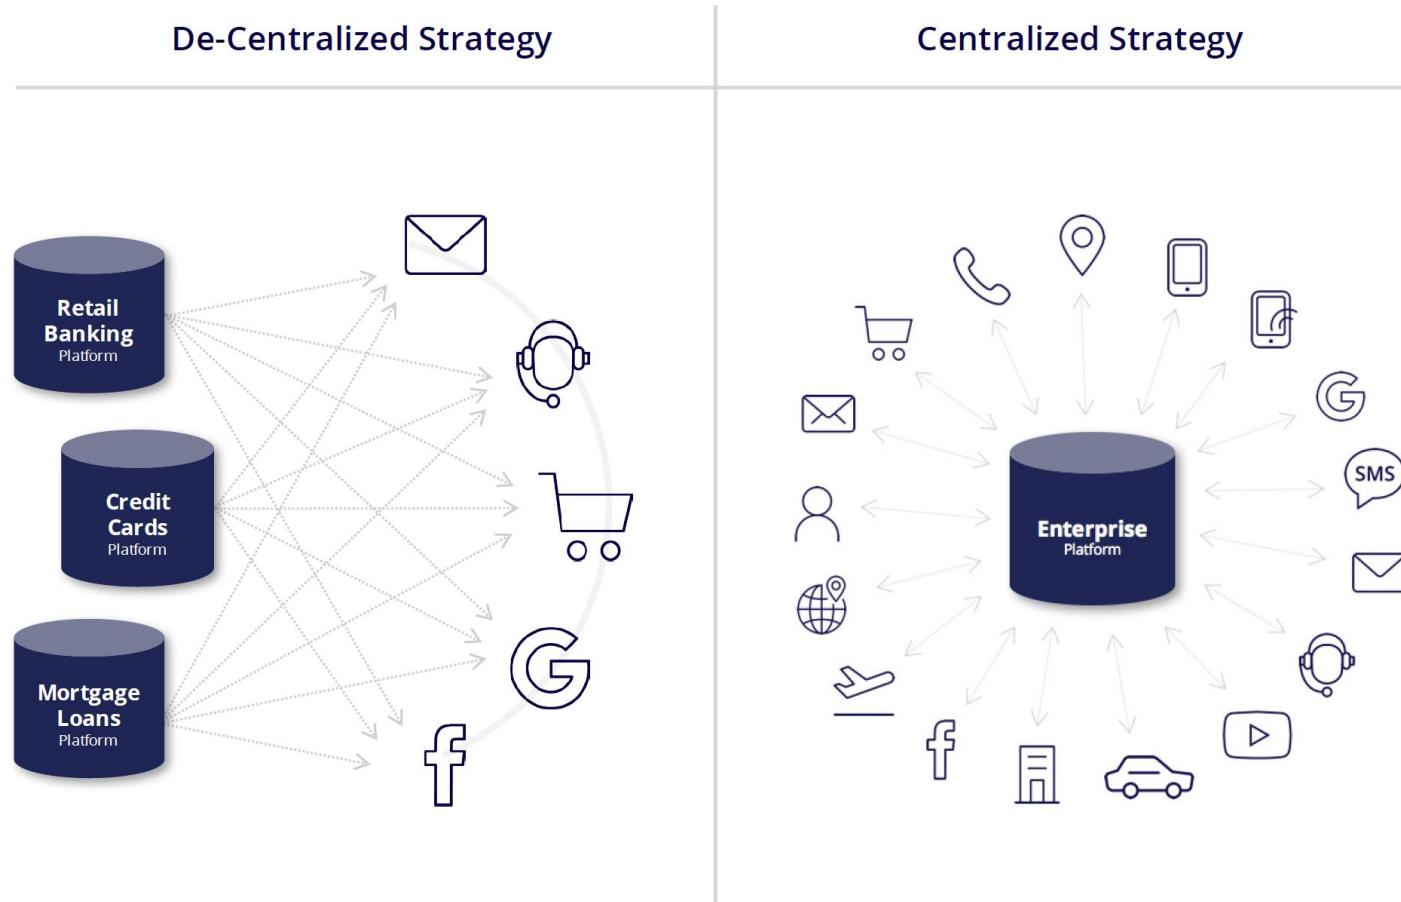 De-Centralized Strategy
Centralized Strategy
Retail
Banking
Platform
Credit
Cards
Platform
Mortgage
Loans
Platform
Enterprise
Platform
SMS